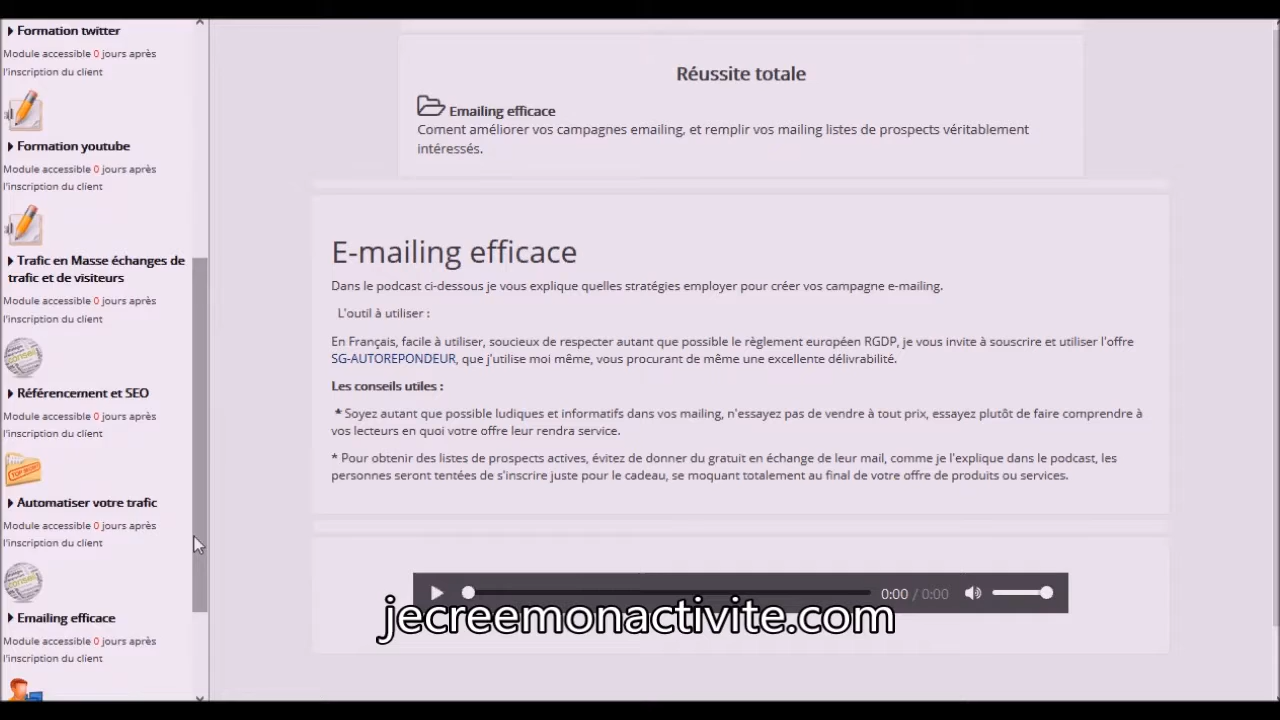 Formation twitter
Module accessible 0 jours après
l'inscription du client
Formation youtube
Module accessible 0 jours après
l'inscription du client
Trafic en Masse échanges de
trafic et de visiteurs
Module accessible 0 jours après
l'inscription du client
Référencement et SEO
Module accessible 0 jours après
l'inscription du client
TOP SECRET
Automatiser votre trafic
Module accessible 0 jours après
l'inscription du client
Emailing efficace
Module accessible 0 jours après
l'inscription du client
Réussite totale
Emailing efficace
Coment améliorer vos campagnes emailing, et remplir vos mailing listes de prospects véritablement
intéressés.
E-mailing efficace
Dans le podcast ci-dessous je vous explique quelles stratégies employer pour créer vos campagne e-mailing.
L'outil à utiliser :
En Français, facile à utiliser, soucieux de respecter autant que possible le règlement européen RGDP, je vous invite à souscrire et utiliser l'offre
SG-AUTOREPONDEUR, que j'utilise moi même, vous procurant de même une excellente délivrabilité.
Les conseils utiles :
* Soyez autant que possible ludiques et informatifs dans vos mailing, n'essayez pas de vendre à tout prix, essayez plutôt de faire comprendre à
vos lecteurs en quoi votre offre leur rendra service.
* Pour obtenir des listes de prospects actives, évitez de donner du gratuit en échange de leur mail, comme je l'explique dans le podcast, les
personnes seront tentées de s'inscrire juste pour le cadeau, se moquant totalement au final de votre offre de produits ou services.
0:00 / 0:00
jecreemonactivite.com